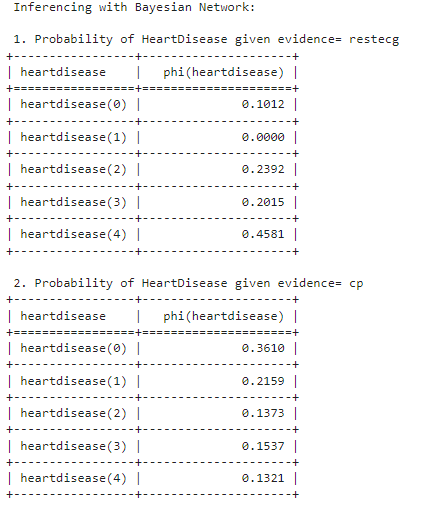 Inferencing with Bayesian Network:
1. Probability of HeartDisease given evidence= restecg
+----------------+---------------------+
| heartdisease   |   phi(heartdisease) |
+================+=====================+
| heartdisease(0) |              0.1012 |
+----------------+---------------------+
| heartdisease(1) |              0.0000 |
+----------------+---------------------+
| heartdisease(2) |              0.2392 |
+----------------+---------------------+
| heartdisease(3) |              0.2015 |
+----------------+---------------------+
| heartdisease(4) |              0.4581 |
+----------------+---------------------+
2. Probability of HeartDisease given evidence= cp
+----------------+---------------------+
| heartdisease   |   phi(heartdisease) |
+================+=====================+
| heartdisease(0) |              0.3610 |
+----------------+---------------------+
| heartdisease(1) |              0.2159 |
+----------------+---------------------+
| heartdisease(2) |              0.1373 |
+----------------+---------------------+
| heartdisease(3) |              0.1537 |
+----------------+---------------------+
| heartdisease(4) |              0.1321 |
+----------------+---------------------+